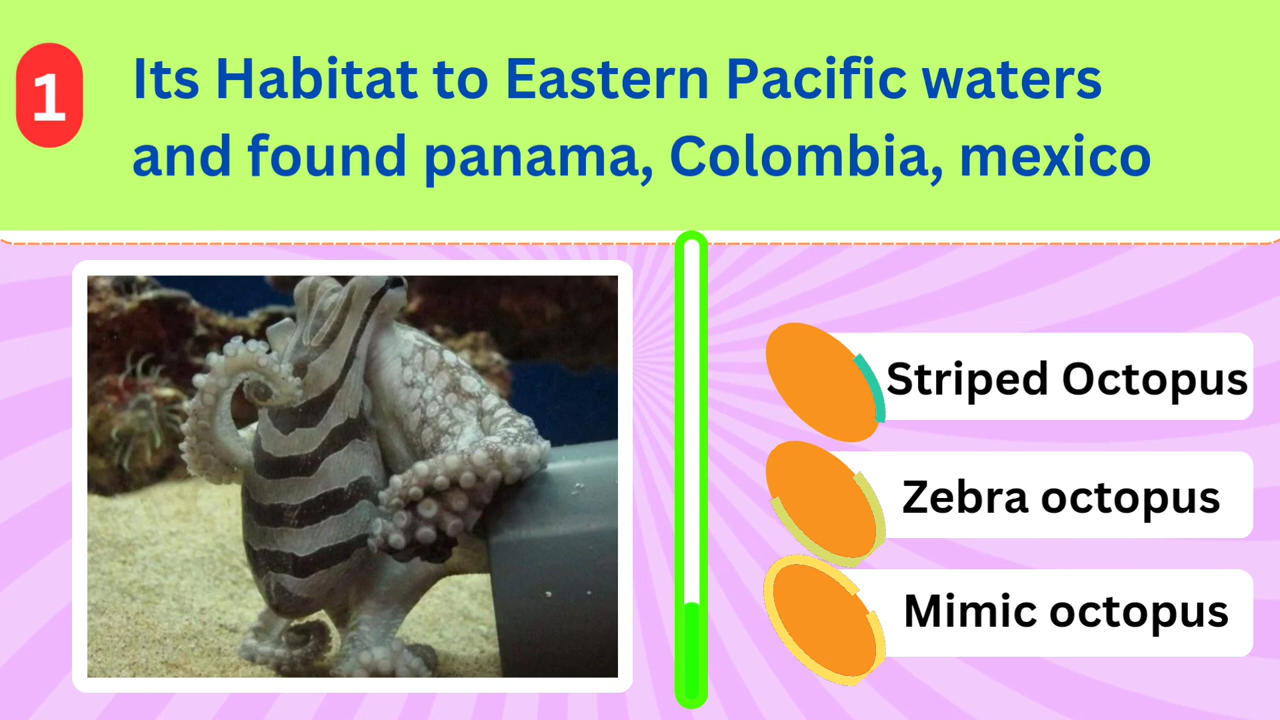 1
Its Habitat to Eastern Pacific waters
and found panama, Colombia, mexico
Striped Octopus
Zebra octopus
Mimic octopus